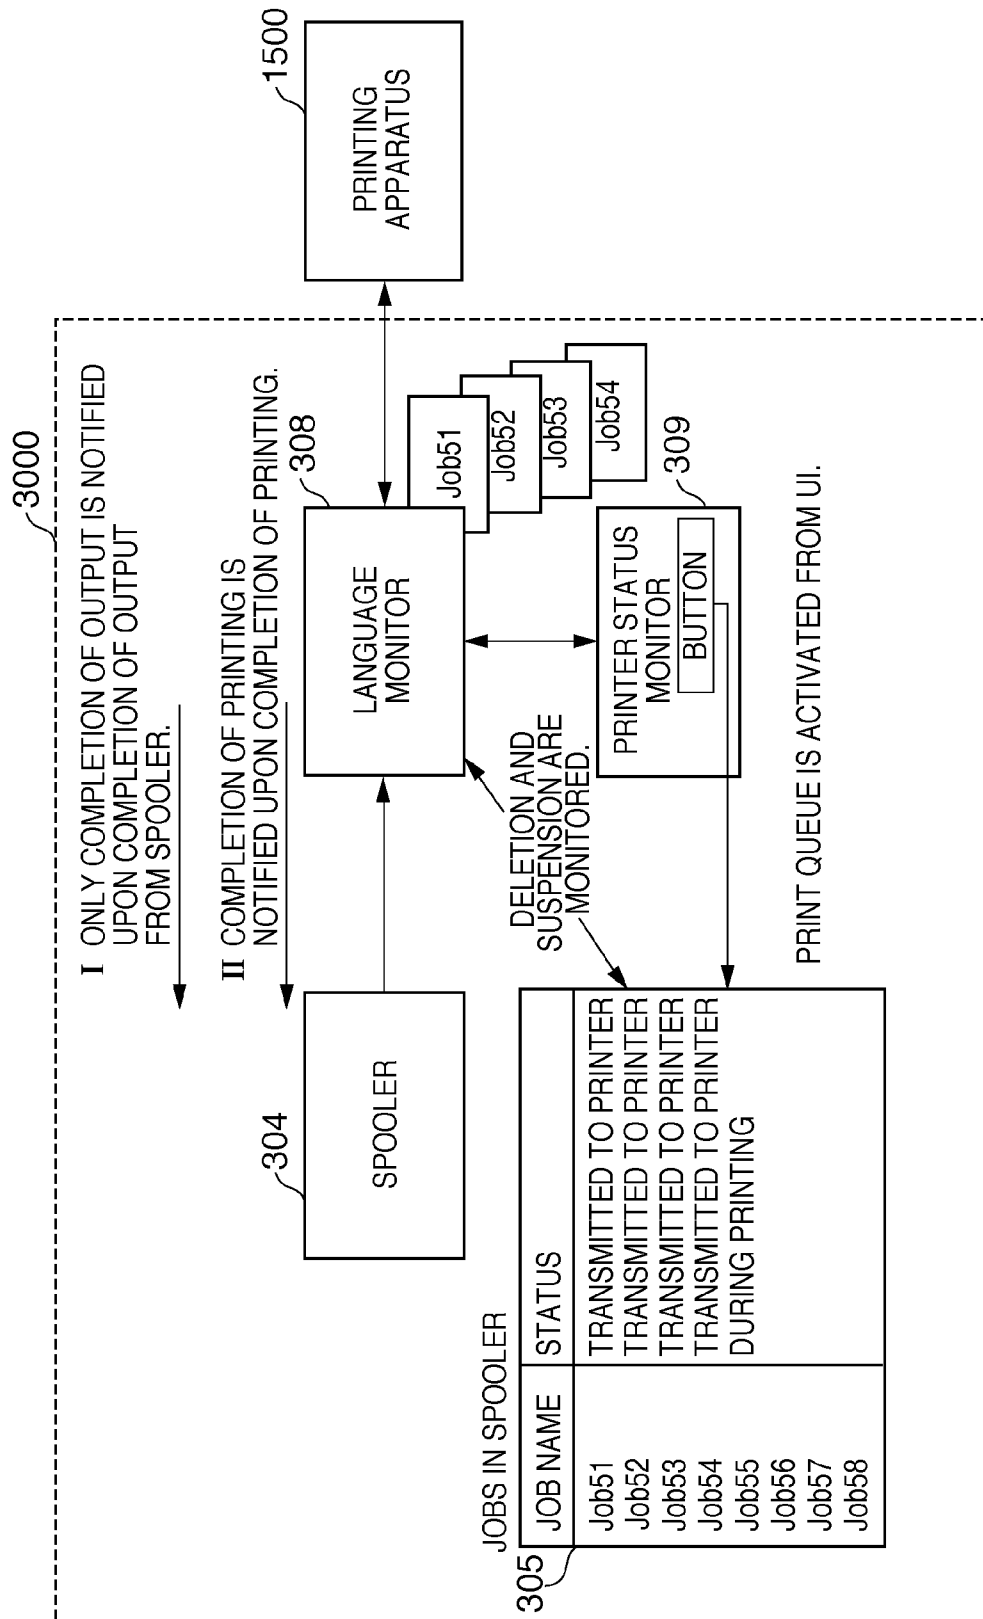 3000
I ONLY COMPLETION OF OUTPUT IS NOTIFIED
UPON COMPLETION OF OUTPUT
FROM SPOOLER.
II COMPLETION OF PRINTING IS
NOTIFIED UPON COMPLETION OF PRINTING.
304
SPOOLER
308
LANGUAGE
MONITOR
1500
PRINTING
APPARATUS
Job51
Job52
Job53
Job54
DELETION AND
SUSPENSION ARE
MONITORED.
309
PRINTER STATUS
MONITOR
BUTTON
JOBS IN SPOOLER
305
JOB NAME STATUS
Job51 TRANSMITTED TO PRINTER
Job52 TRANSMITTED TO PRINTER
Job53 TRANSMITTED TO PRINTER
Job54 TRANSMITTED TO PRINTER
Job55 DURING PRINTING
Job56
Job57
Job58
PRINT QUEUE IS ACTIVATED FROM UI.